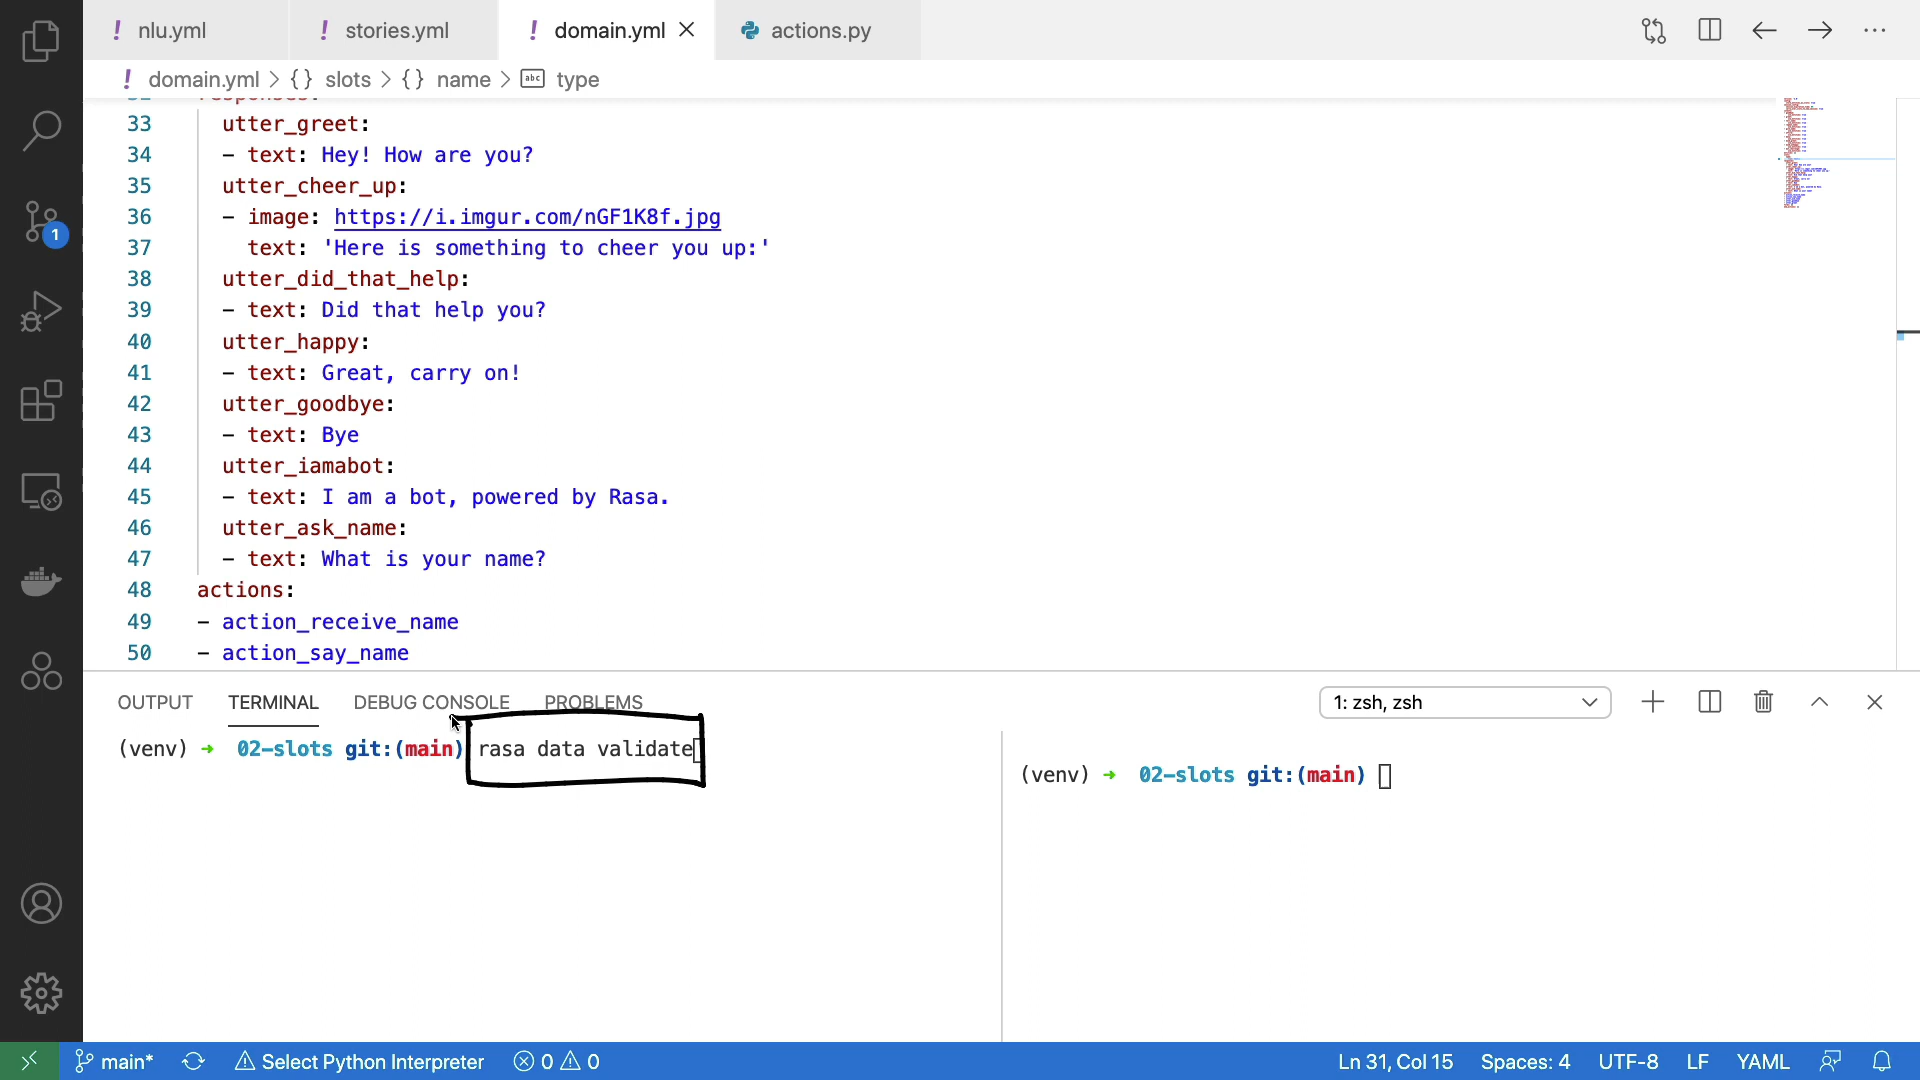 ! nlu.yml ! stories.yml ! domain.yml actions.py
! domain.yml > {} slots > {} name > abc type
32 responses:
33 utter_greet:
34 - text: Hey! How are you?
35 utter_cheer_up:
36 - image: https://i.imgur.com/nGF1K8f.jpg
37 text: 'Here is something to cheer you up:'
38 utter_did_that_help:
39 - text: Did that help you?
40 utter_happy:
41 - text: Great, carry on!
42 utter_goodbye:
43 - text: Bye
44 utter_iamabot:
45 - text: I am a bot, powered by Rasa.
46 utter_ask_name:
47 - text: What is your name?
48 actions:
49 - action_receive_name
50 - action_say_name
1
OUTPUT TERMINAL DEBUG CONSOLE PROBLEMS 1: zsh, zsh
(venv) → 02-slots git:(main) rasa data validate
(venv) → 02-slots git:(main)
main* Select Python Interpreter 0 0 Ln 31, Col 15 Spaces: 4 UTF-8 LF YAML